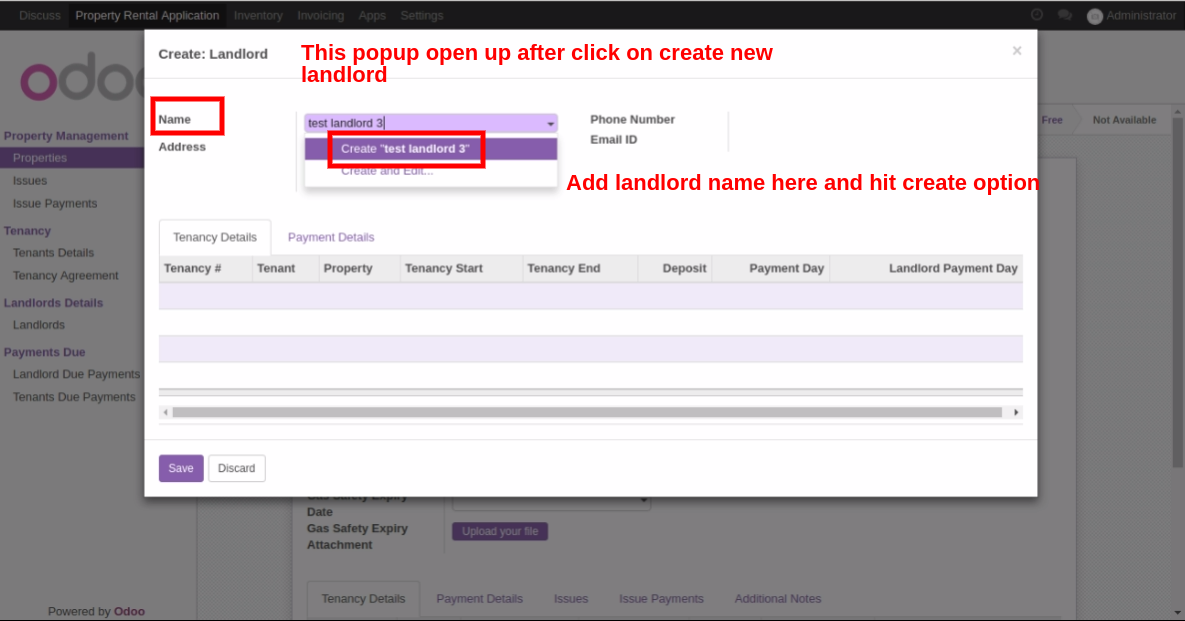 Discuss Property Rental Application Inventory Invoicing Apps Settings Administrator
Create: Landlord
This popup open up after click on create new
landlord
×
odoo
Name
test landlord 3
Phone Number
Free
Not Available
Property Management
Address
Create "test landlord 3"
Email ID
Properties
Create and Edit...
Issues
Add landlord name here and hit create option
Issue Payments
Tenancy
Tenancy Details Payment Details
Tenants Details
Tenancy # Tenant Property Tenancy Start Tenancy End Deposit Payment Day Landlord Payment Day
Tenancy Agreement
Landlords Details
Landlords
Payments Due
Landlord Due Payments
Tenants Due Payments
Save Discard
Gas Safety Expiry
Date
Gas Safety Expiry
Attachment
Upload your file
Tenancy Details Payment Details Issues Issue Payments Additional Notes
Powered by Odoo